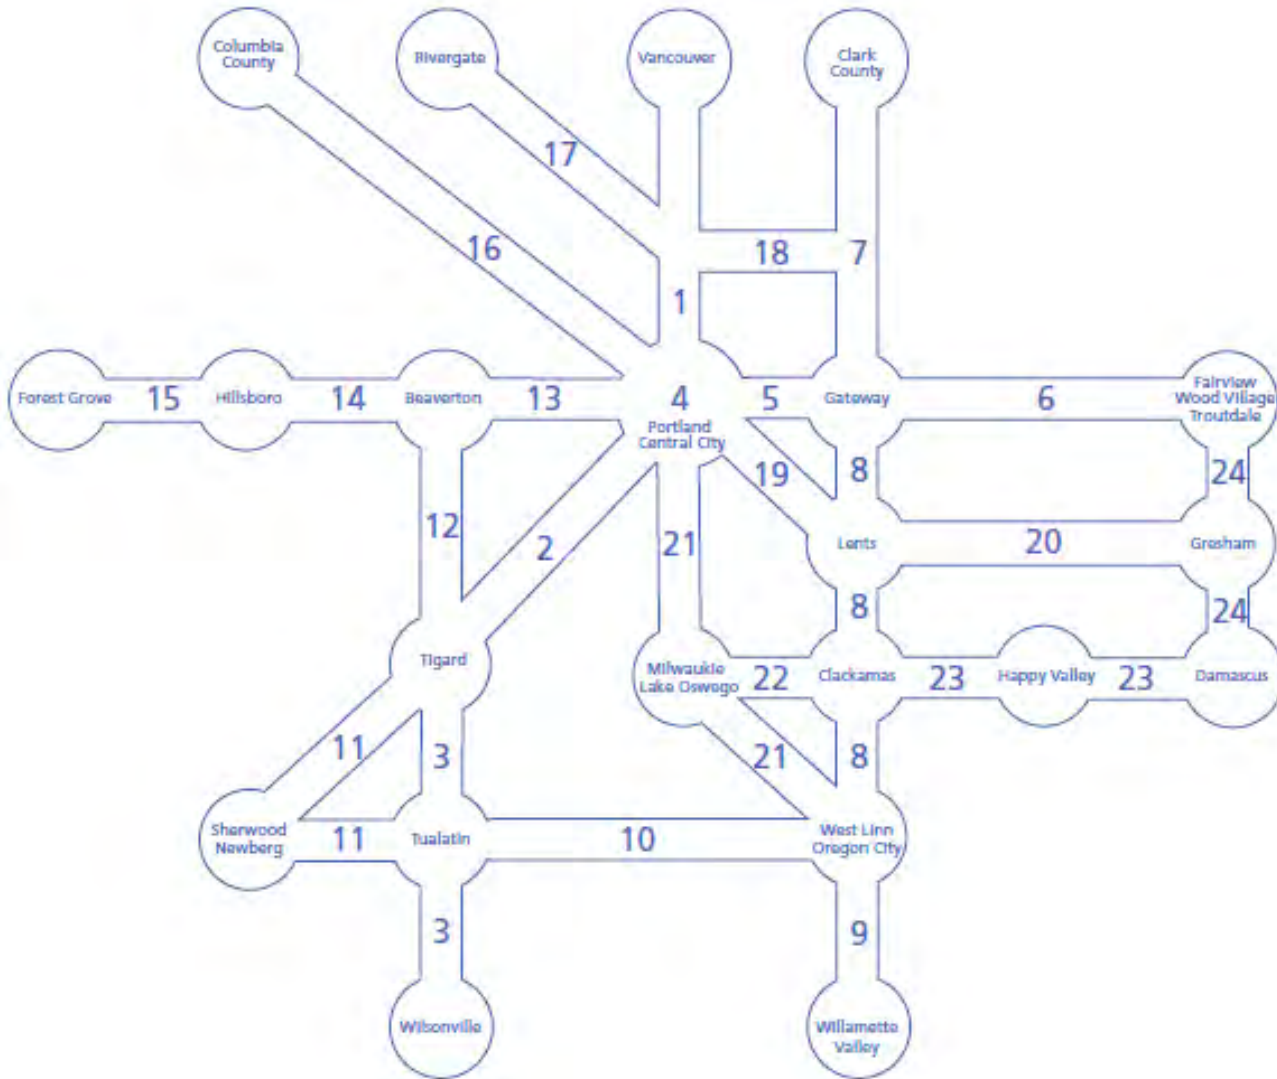 Columbia
County
Rivergate
Vancouver
Clark
County
17
16
18
7
1
Forest Grove
15
Hillsboro
14
Beaverton
13
4
Portland
Central City
5
Gateway
6
Fairview
Wood Village
Troutdale
19
8
24
12
2
21
Lents
20
Gresham
8
24
Tigard
Milwaukie
Lake Oswego
22
Clackamas
23
Happy Valley
23
Damascus
11
3
21
8
Sherwood
Newberg
11
Tualatin
10
West Linn
Oregon City
3
9
Wilsonville
Willamette
Valley